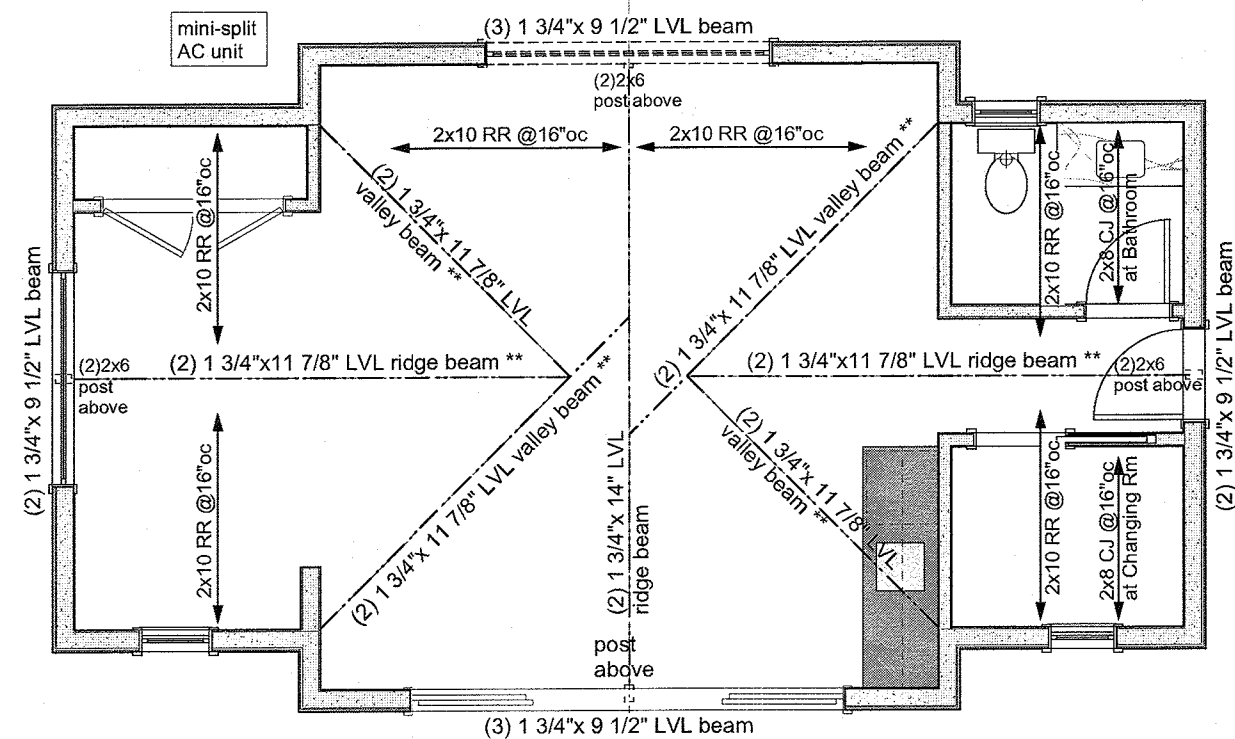 mini-split
AC unit
(3) 1 3/4"x 9 1/2" LVL beam
(2)2x6
post above
2x10 RR @16"oc
2x10 RR @16"oc
(2) 1 3/4"x 11 7/8" LVL
valley beam **
(2) 1 3/4"x 11 7/8" LVL valley beam **
2x10 RR @16"oc
2x10 RR @16"oc
2x8 CJ @16"oc
at Bathroom
(2) 1 3/4"x 9 1/2" LVL beam
(2)2x6
post
above
(2) 1 3/4"x11 7/8" LVL ridge beam **
(2) 1 3/4"x11 7/8" LVL ridge beam **
(2)2x6
post above
(2) 1 3/4"x 9 1/2" LVL beam
2x10 RR @16"oc
(2) 1 3/4"x 11 7/8" LVL valley beam **
(2) 1 3/4"x 14" LVL
ridge beam
(2) 1 3/4"x 11 7/8" LVL
valley beam **
2x10 RR @16"oc
2x8 CJ @16"oc
at Changing Rm
post
above
(3) 1 3/4"x 9 1/2" LVL beam